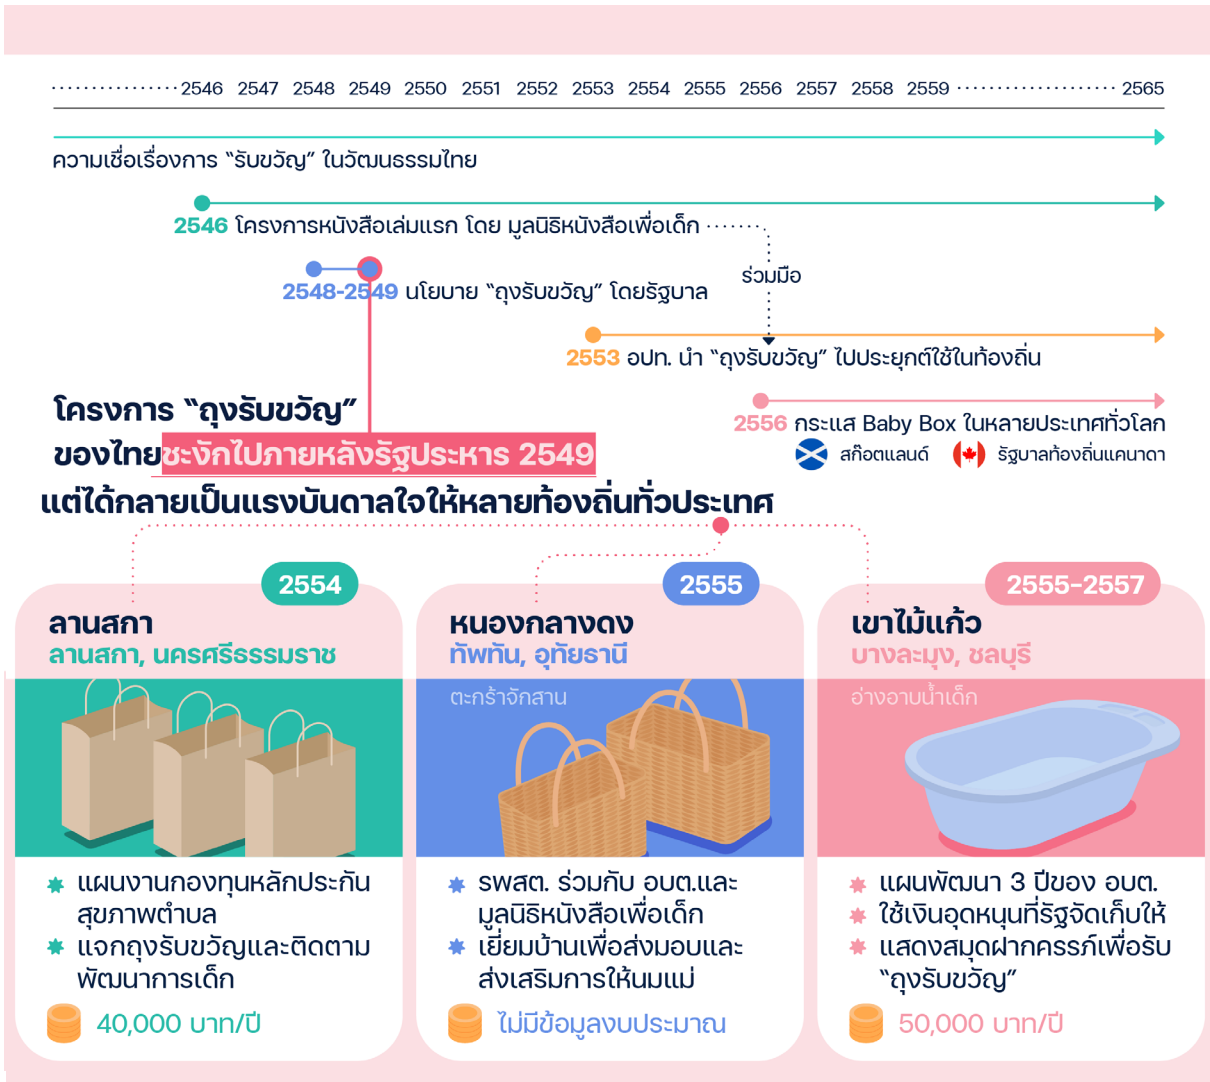 2546 2547 2548 2549 2550 2551 2552 2553 2554 2555 2556 2557 2558 2559 2565
ความเชื่อเรื่องการ “รับขวัญ” ในวัฒนธรรมไทย
2546 โครงการหนังสือเล่มแรก โดย มูลนิธิหนังสือเพื่อเด็ก
ร่วมมือ
2548-2549 นโยบาย “ถุงรับขวัญ” โดยรัฐบาล
2553 อปท. นำ “ถุงรับขวัญ” ไปประยุกต์ใช้ในท้องถิ่น
2556 กระแส Baby Box ในหลายประเทศทั่วโลก
สก๊อตแลนด์ รัฐบาลท้องถิ่นแคนาดา
โครงการ “ถุงรับขวัญ”
ของไทยชะงักไปภายหลังรัฐประหาร 2549
แต่ได้กลายเป็นแรงบันดาลใจให้หลายท้องถิ่นทั่วประเทศ
2554
ลานสกา
ลานสกา, นครศรีธรรมราช
แผนงานกองทุนหลักประกัน
สุขภาพตำบล
แจกถุงรับขวัญและติดตาม
พัฒนาการเด็ก
40,000 บาท/ปี
2555
หนองกลางดง
ทัพทัน, อุทัยธานี
ตะกร้าจักสาน
รพสต. ร่วมกับ อบต.และ
มูลนิธิหนังสือเพื่อเด็ก
เยี่ยมบ้านเพื่อส่งมอบและ
ส่งเสริมการให้นมแม่
ไม่มีข้อมูลงบประมาณ
2555-2557
เขาไม้แก้ว
บางละมุง, ชลบุรี
อ่างอาบน้ำเด็ก
แผนพัฒนา 3 ปีของ อบต.
ใช้เงินอุดหนุนที่รัฐจัดเก็บให้
แสดงสมุดฝากครรภ์เพื่อรับ
“ถุงรับขวัญ”
50,000 บาท/ปี